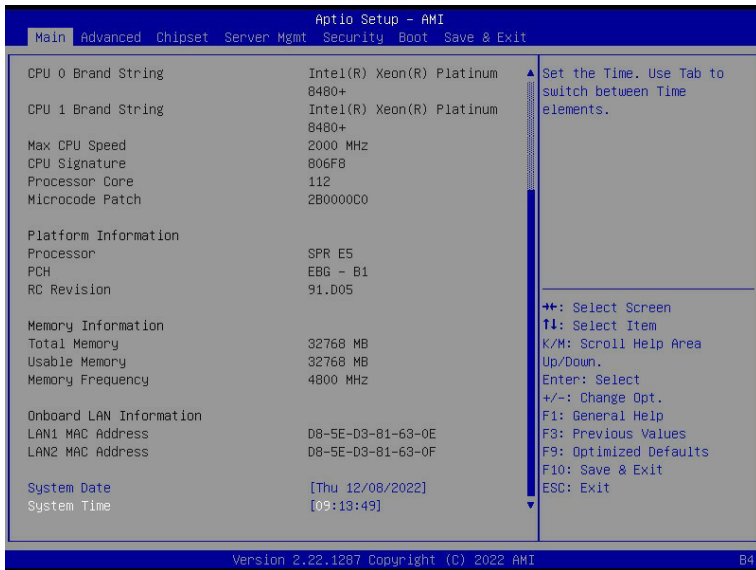 Aptio Setup - AMI
Main Advanced Chipset Server Mgmt Security Boot Save & Exit
CPU 0 Brand String Intel(R) Xeon(R) Platinum
8480+
CPU 1 Brand String Intel(R) Xeon(R) Platinum
8480+
Max CPU Speed 2000 MHz
CPU Signature 806F8
Processor Core 112
Microcode Patch 2B0000C0
Platform Information
Processor SPR E5
PCH EBG - B1
RC Revision 91.D05
Memory Information
Total Memory 32768 MB
Usable Memory 32768 MB
Memory Frequency 4800 MHz
Onboard LAN Information
LAN1 MAC Address D8-5E-D3-81-63-0E
LAN2 MAC Address D8-5E-D3-81-63-0F
System Date [Thu 12/08/2022]
System Time [09:13:49]
Set the Time. Use Tab to
switch between Time
elements.
→←: Select Screen
↑↓: Select Item
K/M: Scroll Help Area
Up/Down.
Enter: Select
+/-: Change Opt.
F1: General Help
F3: Previous Values
F9: Optimized Defaults
F10: Save & Exit
ESC: Exit
Version 2.22.1287 Copyright (C) 2022 AMI
B4